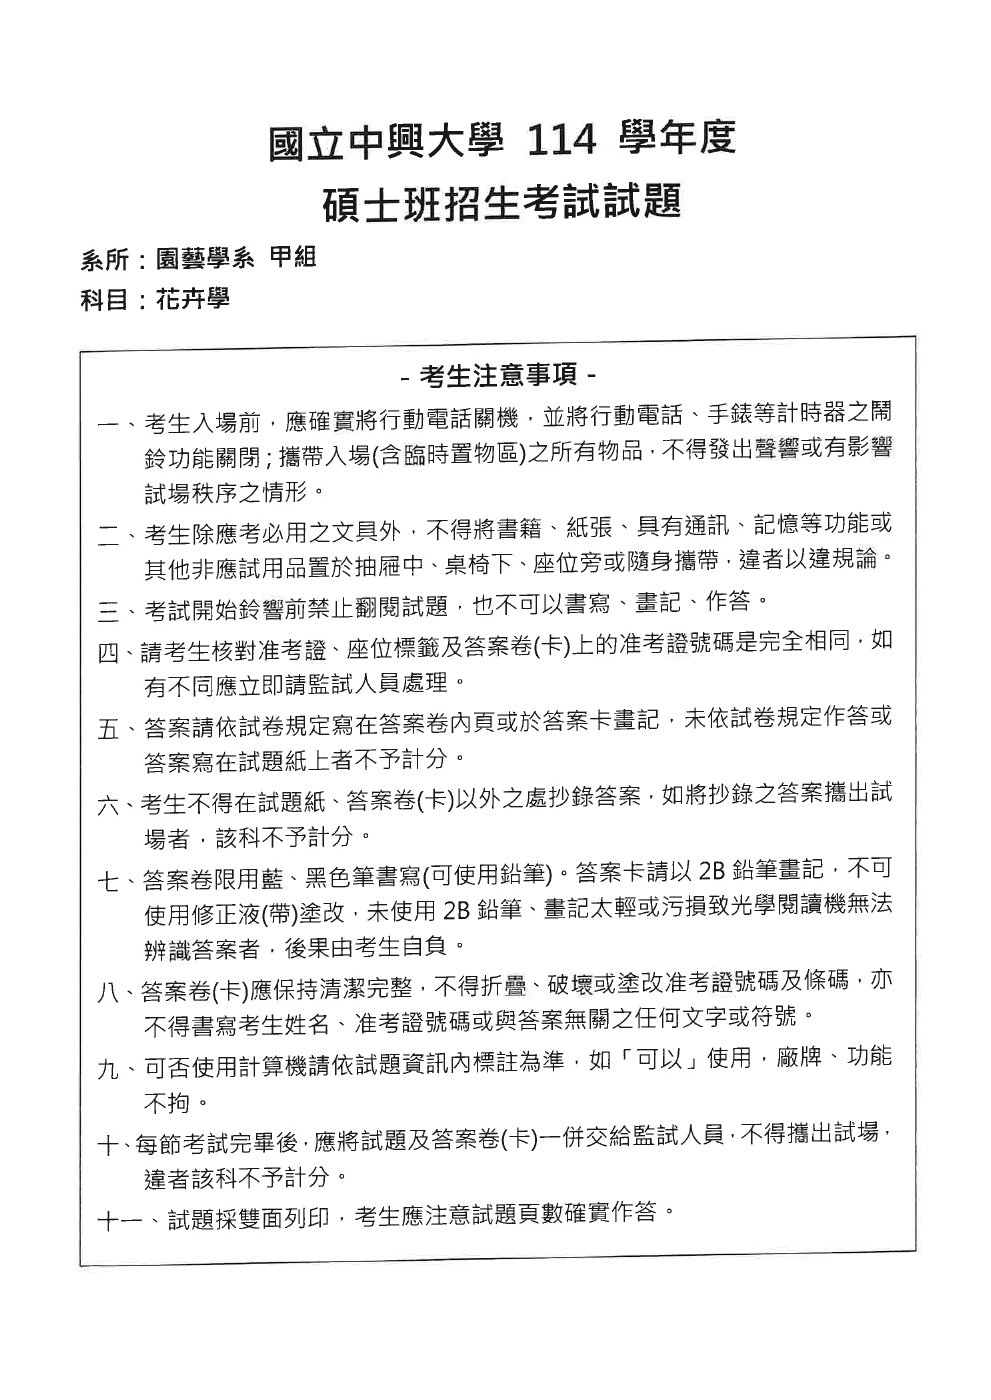 國立中興大學 114 學年度
碩士班招生考試試題
系所：園藝學系 甲組
科目：花卉學
- 考生注意事項 -
一、考生入場前，應確實將行動電話關機，並將行動電話、手錶等計時器之鬧
鈴功能關閉；攜帶入場(含臨時置物區)之所有物品，不得發出聲響或有影響
試場秩序之情形。
二、考生除應考必用之文具外，不得將書籍、紙張、具有通訊、記憶等功能或
其他非應試用品置於抽屜中、桌椅下、座位旁或隨身攜帶，違者以違規論。
三、考試開始鈴響前禁止翻閱試題，也不可以書寫、畫記、作答。
四、請考生核對准考證、座位標籤及答案卷(卡)上的准考證號碼是完全相同，如
有不同應立即請監試人員處理。
五、答案請依試卷規定寫在答案卷內頁或於答案卡畫記，未依試卷規定作答或
答案寫在試題紙上者不予計分。
六、考生不得在試題紙、答案卷(卡)以外之處抄錄答案，如將抄錄之答案攜出試
場者，該科不予計分。
七、答案卷限用藍、黑色筆書寫(可使用鉛筆)。答案卡請以 2B 鉛筆畫記，不可
使用修正液(帶)塗改，未使用 2B 鉛筆、畫記太輕或污損致光學閱讀機無法
辨識答案者，後果由考生自負。
八、答案卷(卡)應保持清潔完整，不得折疊、破壞或塗改准考證號碼及條碼，亦
不得書寫考生姓名、准考證號碼或與答案無關之任何文字或符號。
九、可否使用計算機請依試題資訊內標註為準，如「可以」使用，廠牌、功能
不拘。
十、每節考試完畢後，應將試題及答案卷(卡)一併交給監試人員，不得攜出試場，
違者該科不予計分。
十一、試題採雙面列印，考生應注意試題頁數確實作答。